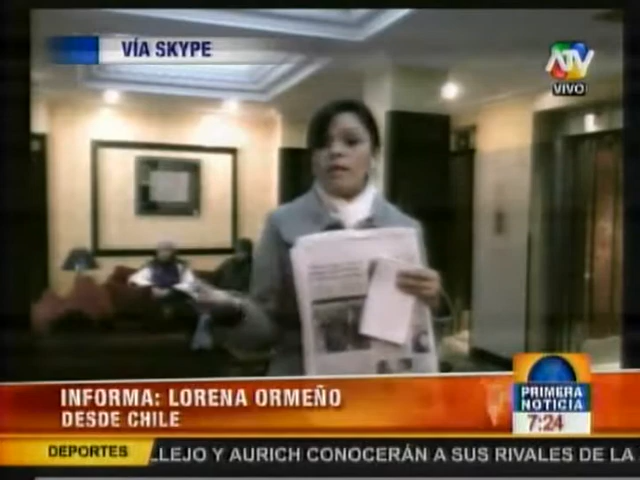 VÍA SKYPE
ATV
VIVO
INFORMA: LORENA ORMEÑO
DESDE CHILE
PRIMERA
NOTICIA
7:24
DEPORTES
LLEJO Y AURICH CONOCERÁN A SUS RIVALES DE LA